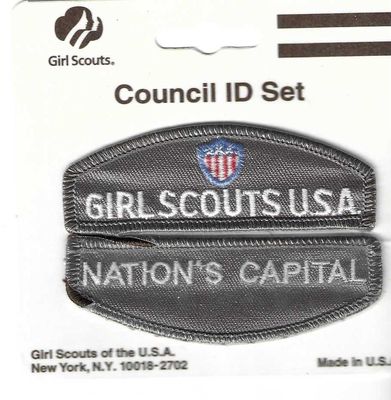 Girl Scouts®
Council ID Set
GIRL SCOUTS U.S.A.
NATION'S CAPITAL
Girl Scouts of the U.S.A.
New York, N.Y. 10018-2702
Made in U.S.